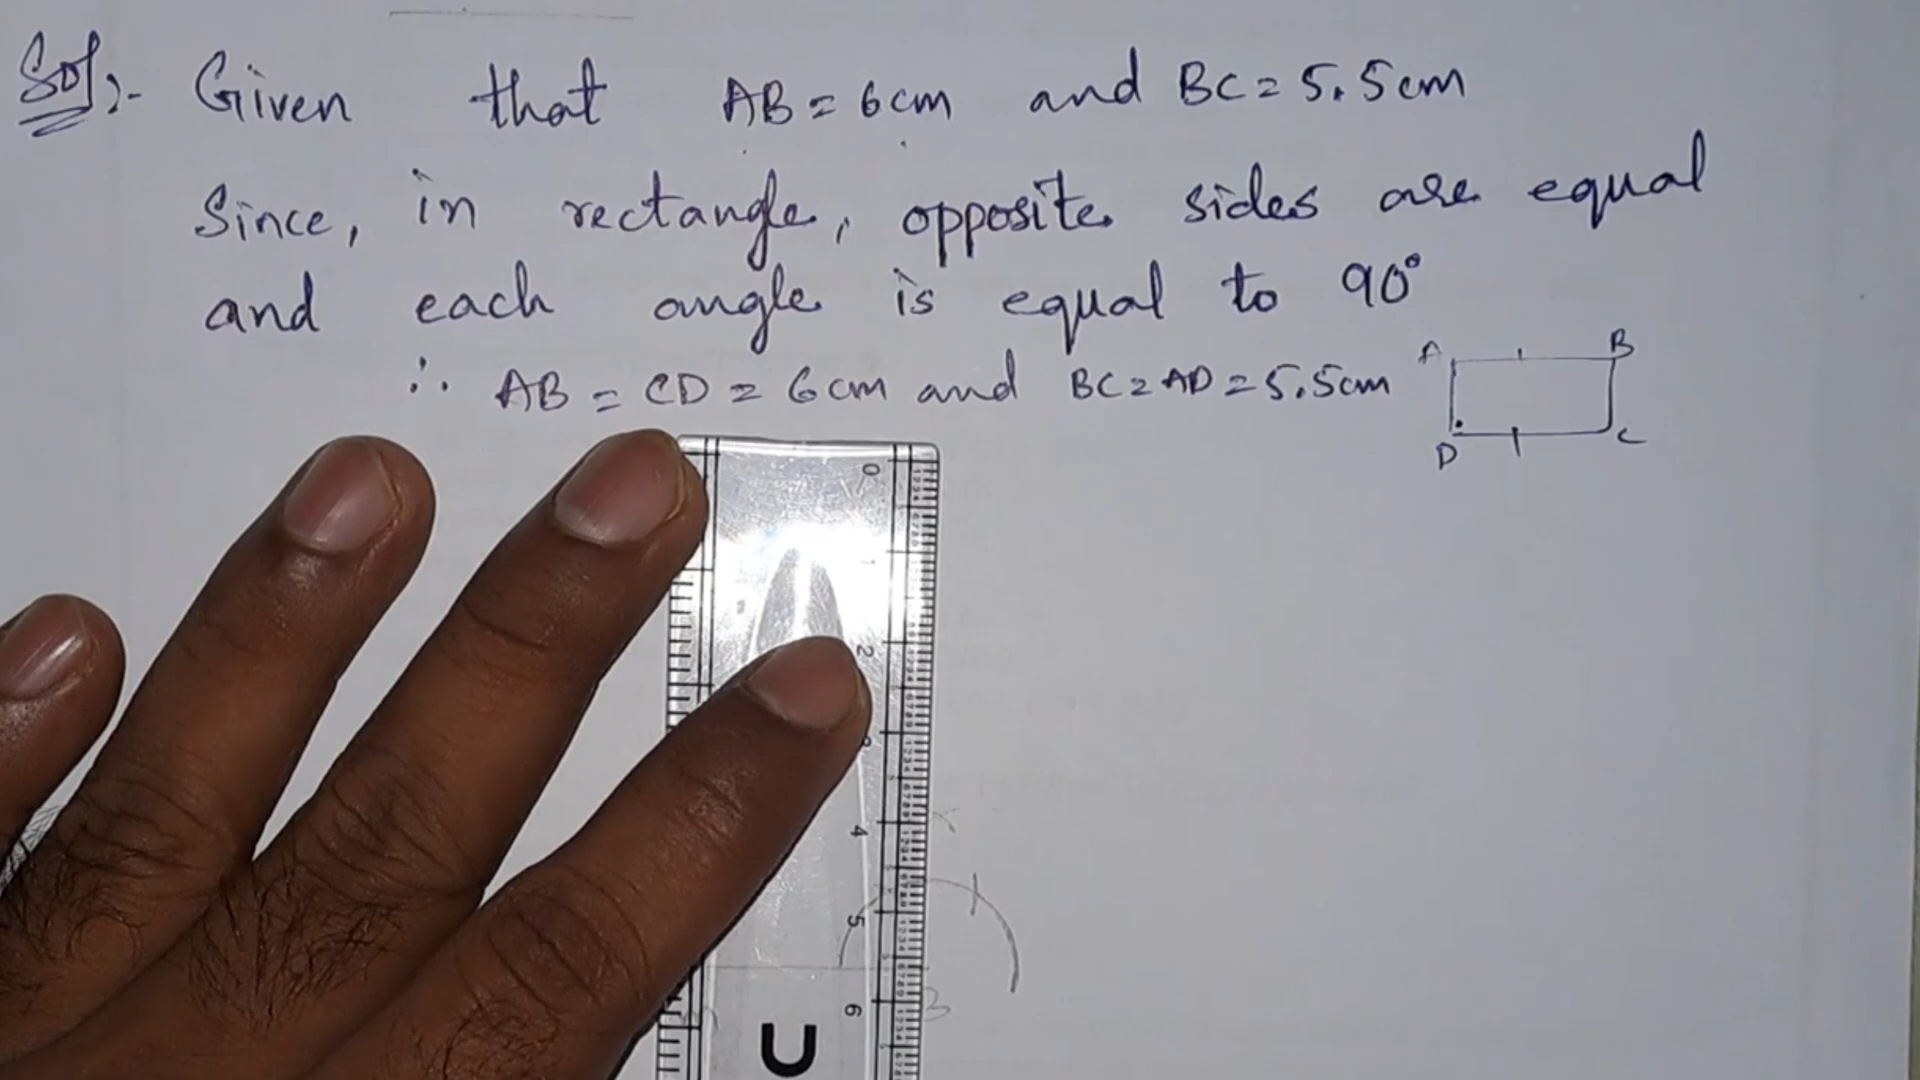 Sol:- Given that AB = 6cm and BC = 5.5cm
Since, in rectangle, opposite sides are equal
and each angle is equal to 90°
∴ AB = CD = 6cm and BC = AD = 5.5cm
A B
D C
0
1
2
3
4
5
6
B